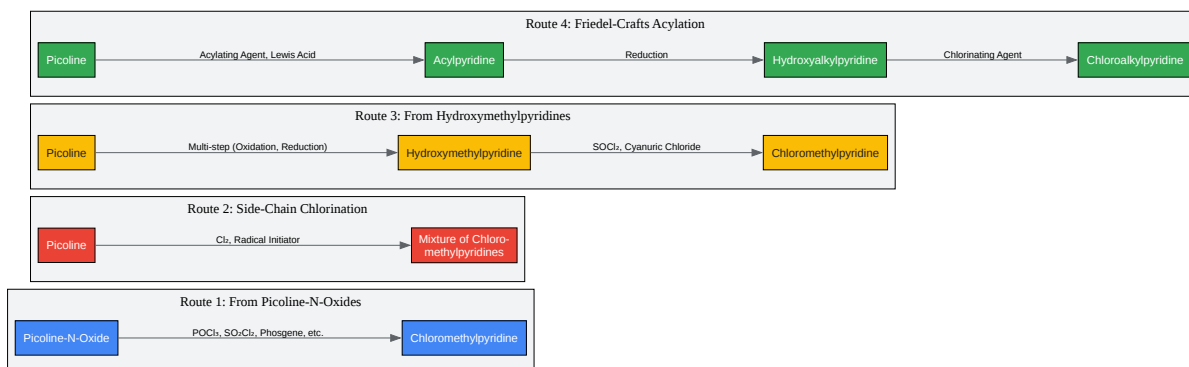 Route 4: Friedel-Crafts Acylation
Picoline
Acylating Agent, Lewis Acid
Acylpyridine
Reduction
Hydroxyalkylpyridine
Chlorinating Agent
Chloroalkylpyridine
Route 3: From Hydroxymethylpyridines
Picoline
Multi-step (Oxidation, Reduction)
Hydroxymethylpyridine
SOCl₂, Cyanuric Chloride
Chloromethylpyridine
Route 2: Side-Chain Chlorination
Picoline
Cl₂, Radical Initiator
Mixture of Chloro-
methylpyridines
Route 1: From Picoline-N-Oxides
Picoline-N-Oxide
POCl₃, SO₂Cl₂, Phosgene, etc.
Chloromethylpyridine